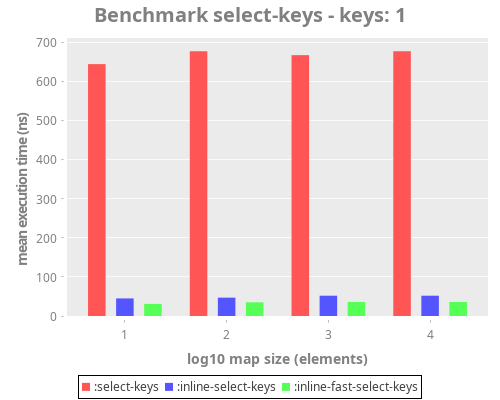 Benchmark select-keys - keys: 1
700
600
500
400
300
200
100
0
mean execution time (ns)
1 2 3 4
log10 map size (elements)
:select-keys :inline-select-keys :inline-fast-select-keys